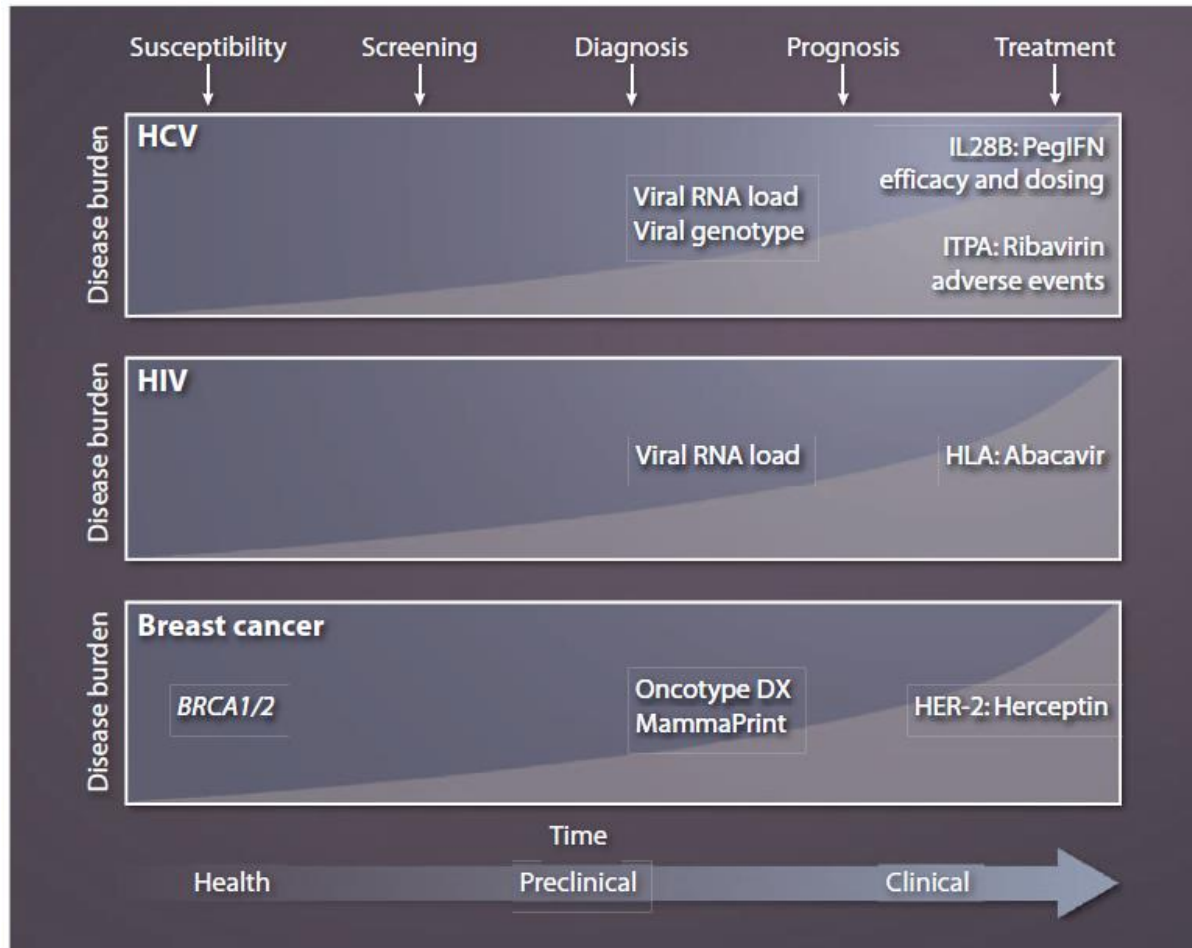 Susceptibility
Screening
Diagnosis
Prognosis
Treatment
Disease burden
HCV
Viral RNA load
Viral genotype
IL28B: PegIFN
efficacy and dosing
ITPA: Ribavirin
adverse events
Disease burden
HIV
Viral RNA load
HLA: Abacavir
Disease burden
Breast cancer
BRCA1/2
Oncotype DX
MammaPrint
HER-2: Herceptin
Time
Health
Preclinical
Clinical